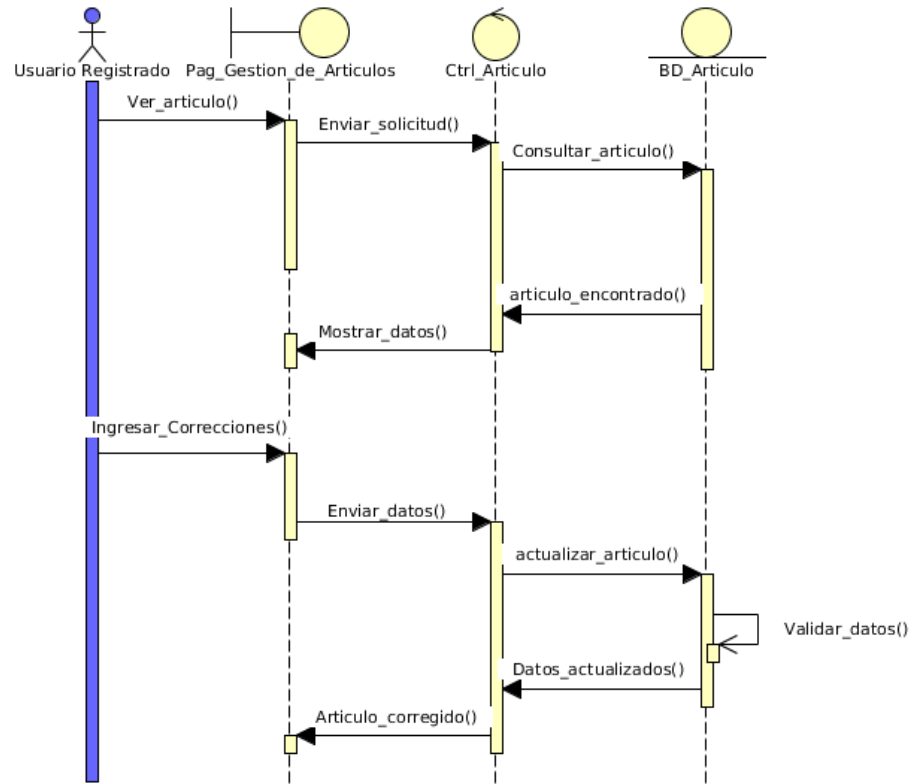 Usuario Registrado
Pag_Gestion_de_Articulos
Ctrl_Articulo
BD_Articulo
Ver_articulo()
Enviar_solicitud()
Consultar_articulo()
articulo_encontrado()
Mostrar_datos()
Ingresar_Correcciones()
Enviar_datos()
actualizar_articulo()
Validar_datos()
Datos_actualizados()
Articulo_corregido()